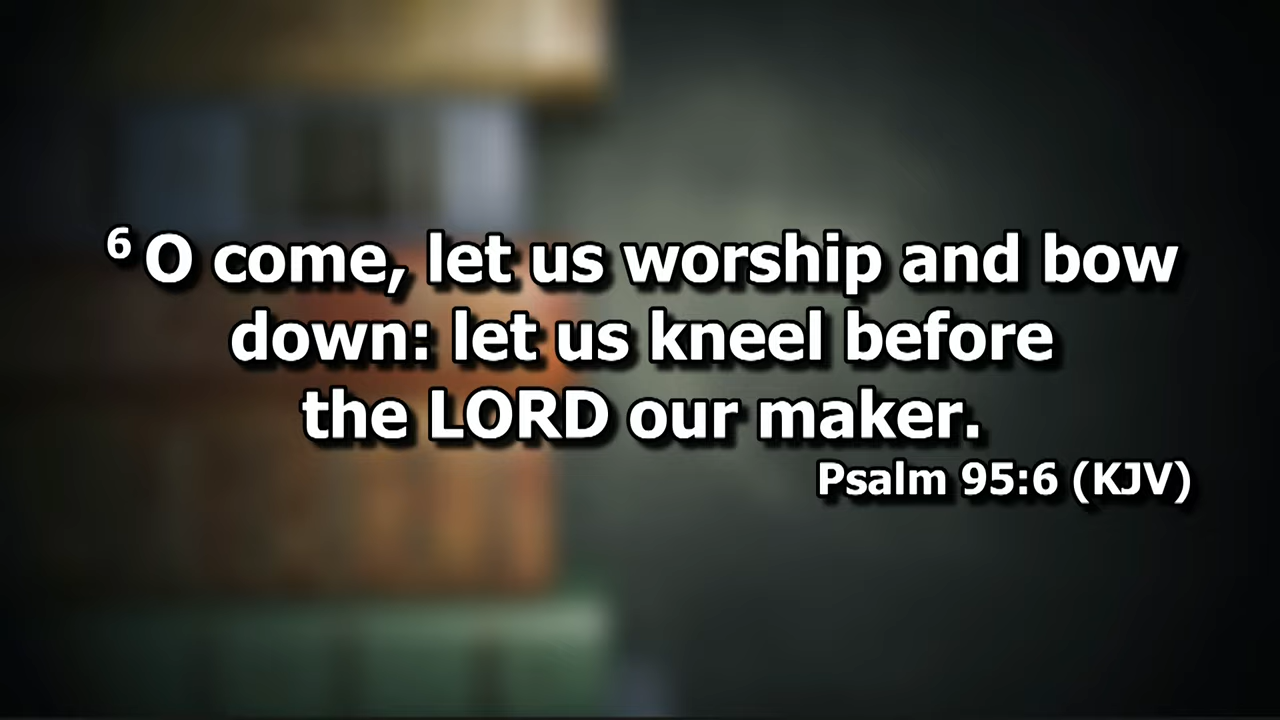 6 O come, let us worship and bow
down: let us kneel before
the LORD our maker.
Psalm 95:6 (KJV)